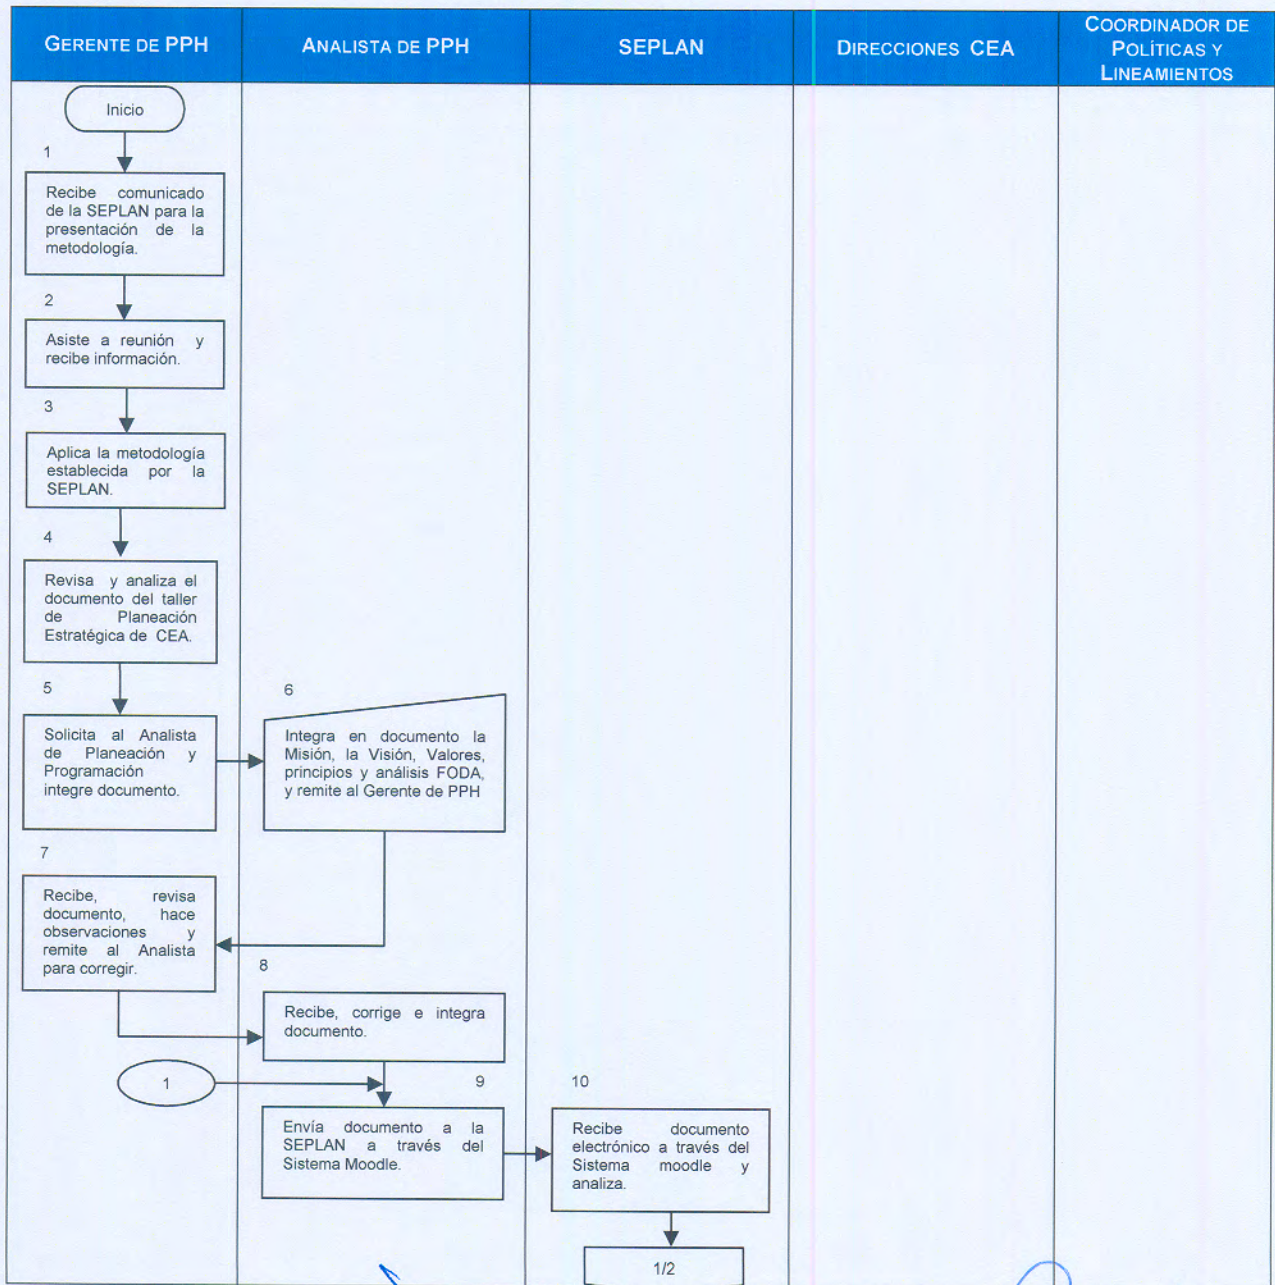 GERENTE DE PPH
ANALISTA DE PPH
SEPLAN
DIRECCIONES CEA
COORDINADOR DE
POLÍTICAS Y
LINEAMIENTOS
Inicio
1
Recibe comunicado
de la SEPLAN para la
presentación de la
metodología.
2
Asiste a reunión y
recibe información.
3
Aplica la metodología
establecida por la
SEPLAN.
4
Revisa y analiza el
documento del taller
de Planeación
Estratégica de CEA.
5
Solicita al Analista
de Planeación y
Programación
integre documento.
6
Integra en documento la
Misión, la Visión, Valores,
principios y análisis FODA,
y remite al Gerente de PPH
7
Recibe, revisa
documento, hace
observaciones y
remite al Analista
para corregir.
8
Recibe, corrige e integra
documento.
1
9
Envía documento a la
SEPLAN a través del
Sistema Moodle.
10
Recibe documento
electrónico a través del
Sistema moodle y
analiza.
1/2